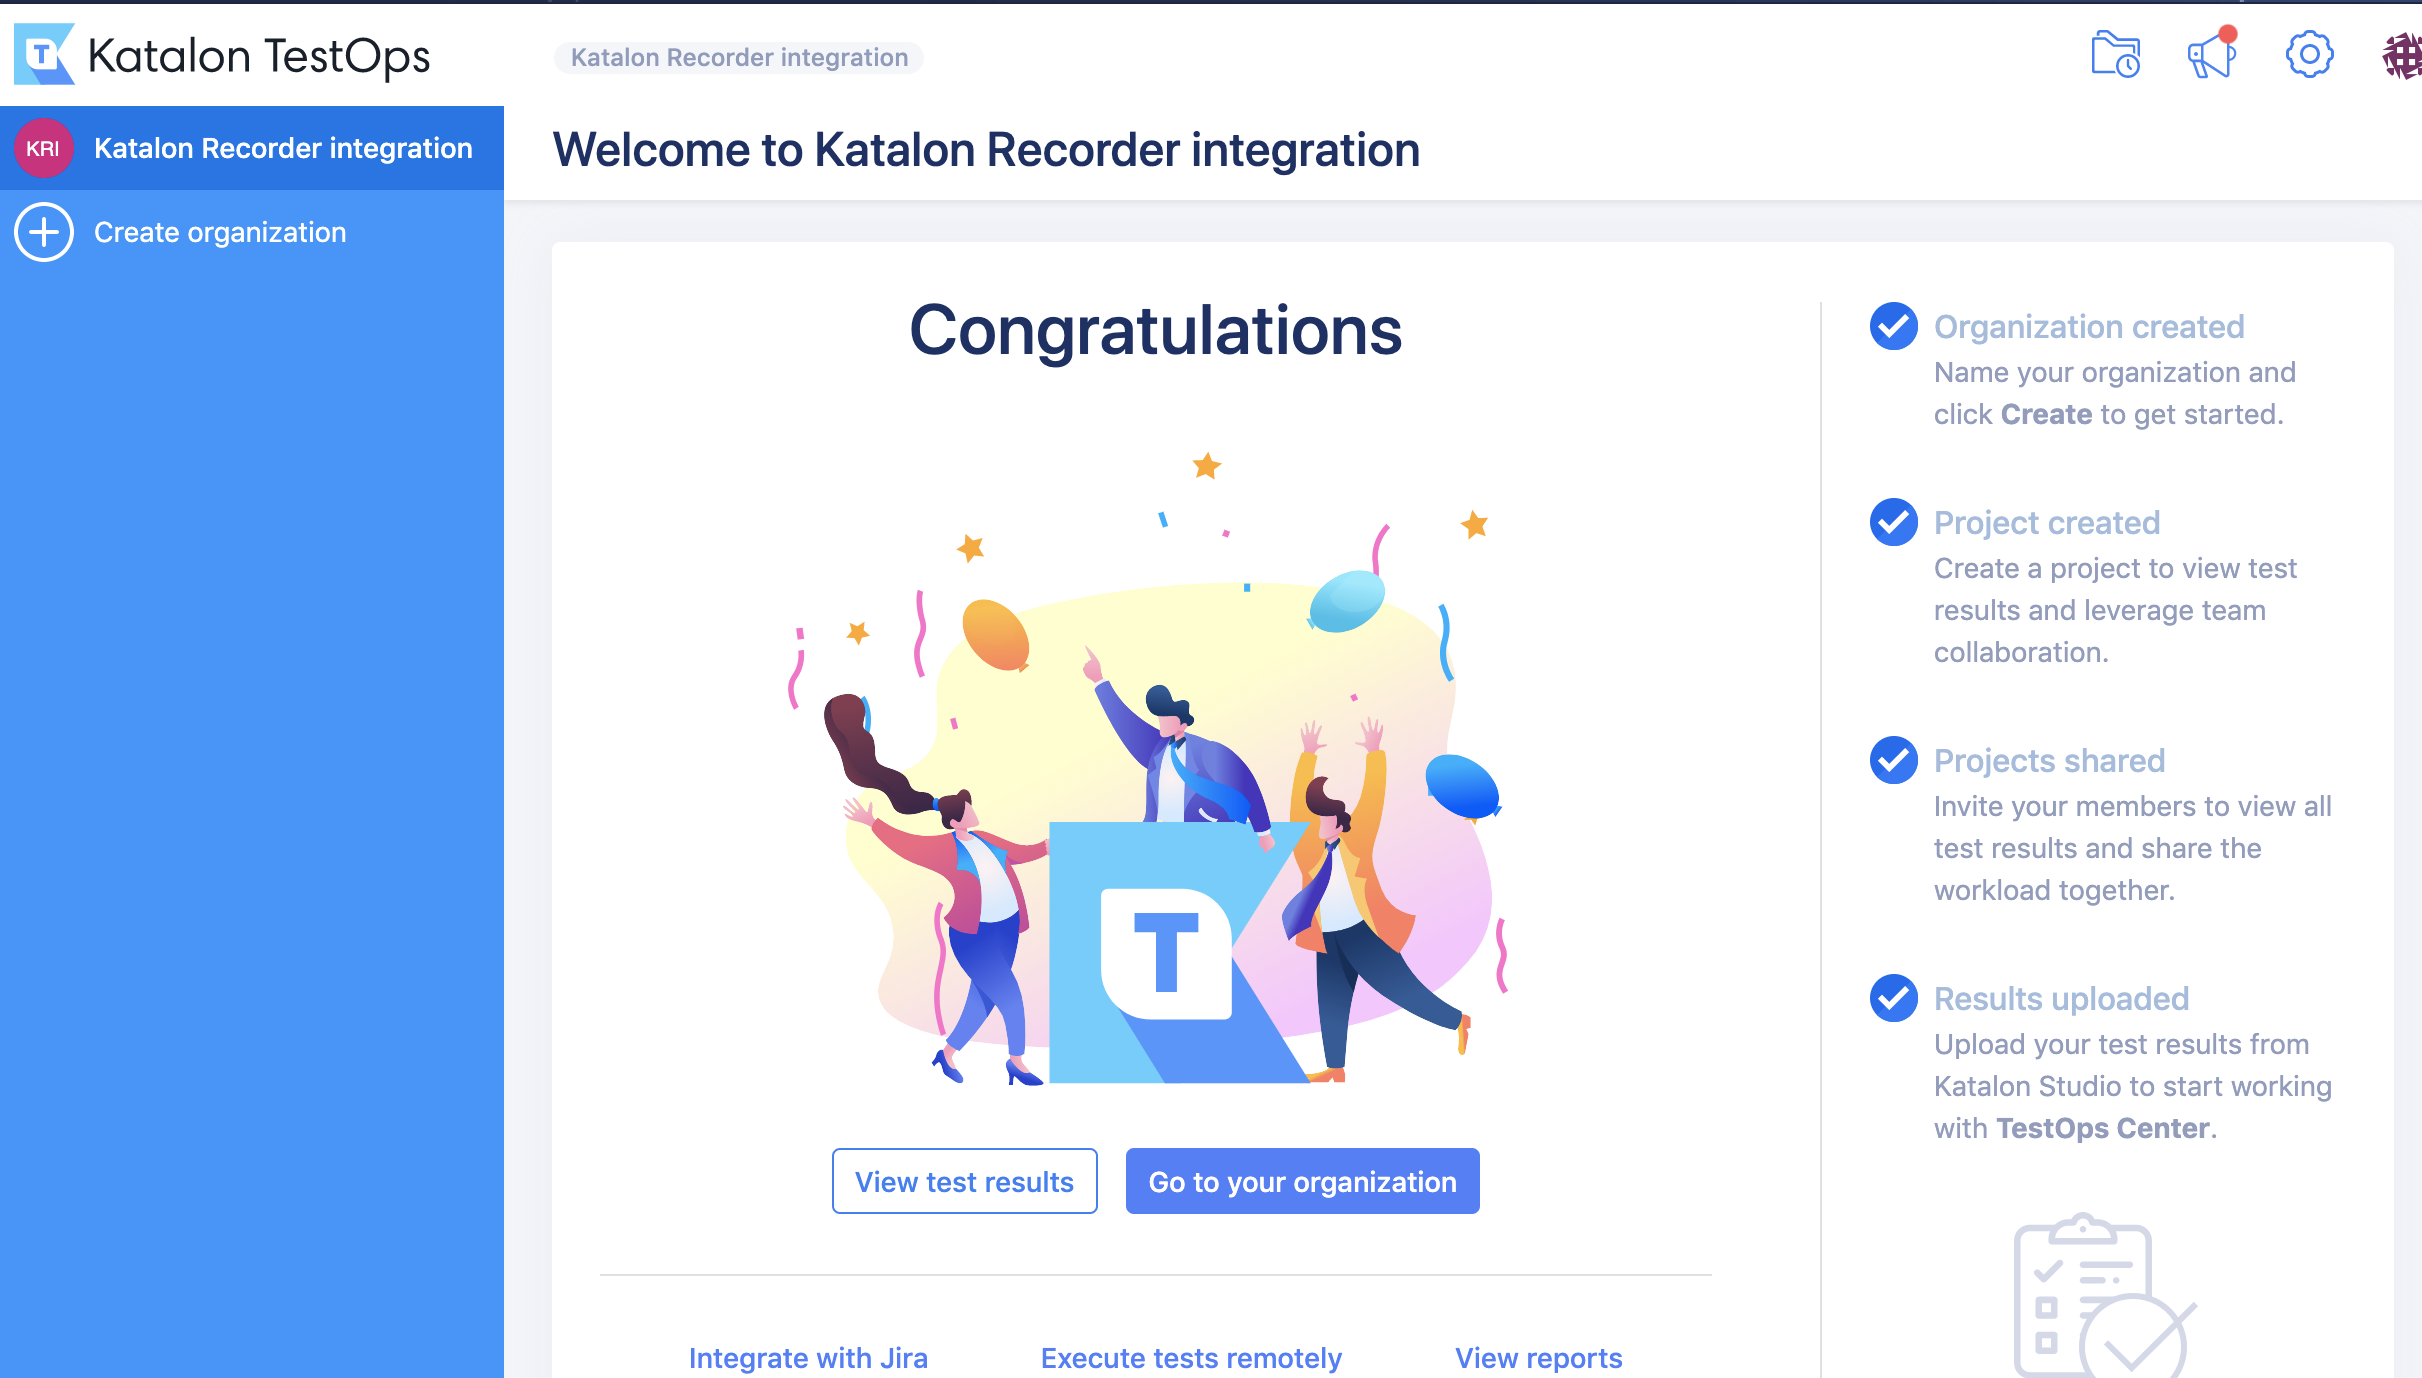 Katalon TestOps
Katalon Recorder integration
KRI
Katalon Recorder integration
Create organization
Welcome to Katalon Recorder integration
Congratulations
T
View test results
Go to your organization
Integrate with Jira
Execute tests remotely
View reports
Organization created
Name your organization and
click Create to get started.
Project created
Create a project to view test
results and leverage team
collaboration.
Projects shared
Invite your members to view all
test results and share the
workload together.
Results uploaded
Upload your test results from
Katalon Studio to start working
with TestOps Center.